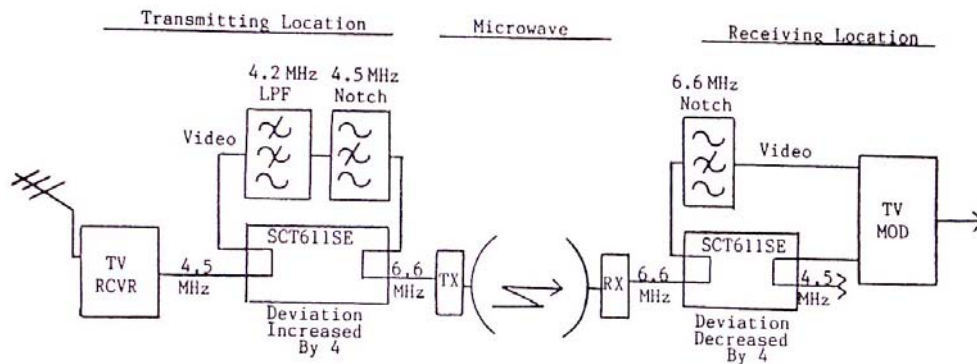 Transmitting Location
Microwave
Receiving Location
4.2 MHz
LPF
4.5 MHz
Notch
6.6 MHz
Notch
Video
Video
TV
RCVR
4.5
MHz
SCT611SE
6.6
MHz
TX
RX
6.6
MHz
SCT611SE
4.5
MHz
TV
MOD
Deviation
Increased
By 4
Deviation
Decreased
By 4